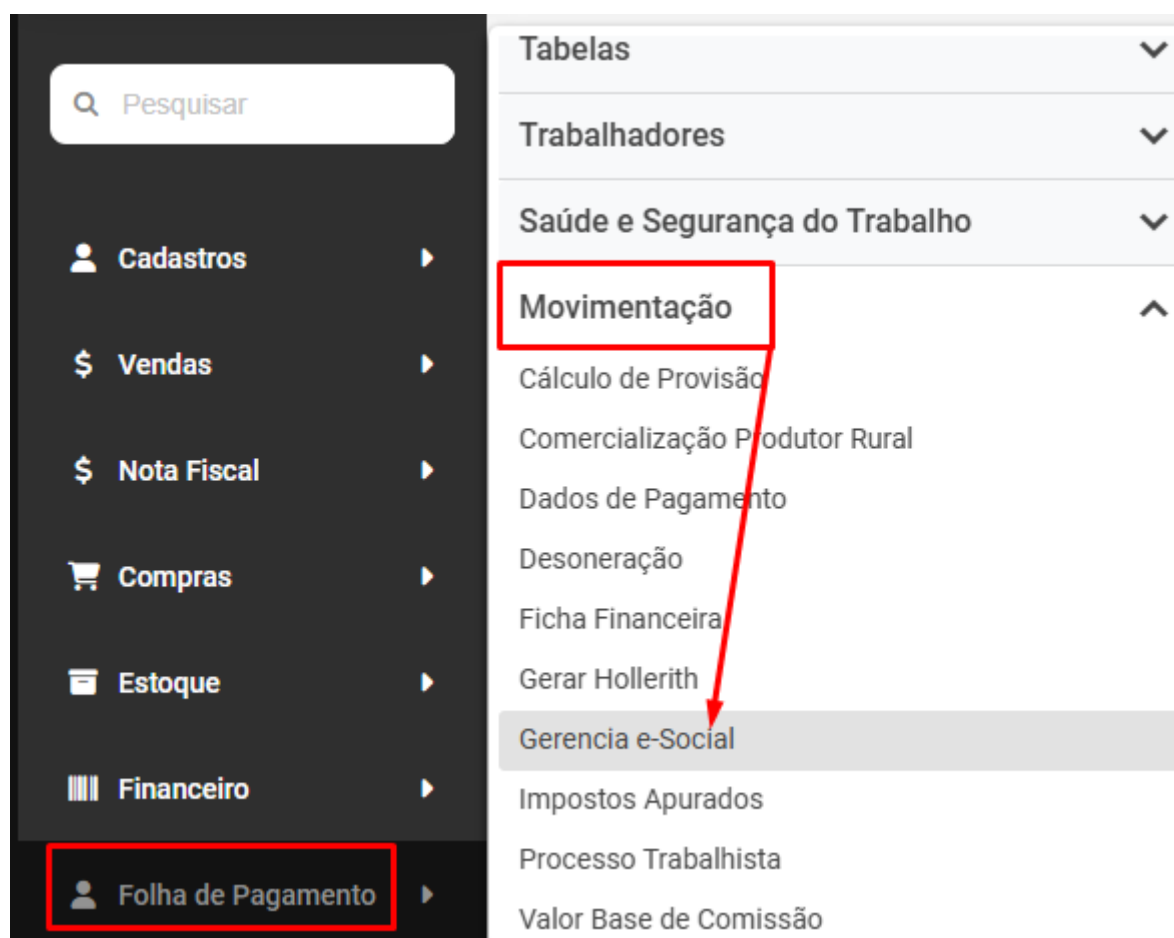 Pesquisar
Cadastros
Vendas
Nota Fiscal
Compras
Estoque
Financeiro
Folha de Pagamento
Tabelas
Trabalhadores
Saúde e Segurança do Trabalho
Movimentação
Cálculo de Provisão
Comercialização Produtor Rural
Dados de Pagamento
Desoneração
Ficha Financeira
Gerar Hollerith
Gerencia e-Social
Impostos Apurados
Processo Trabalhista
Valor Base de Comissão